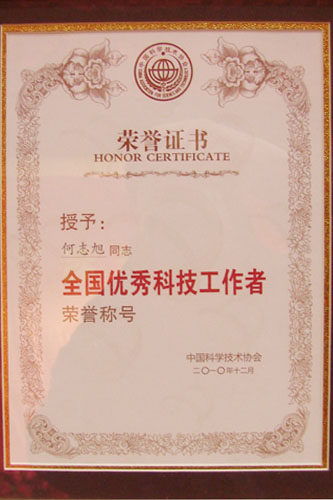 荣誉证书
HONOR CERTIFICATE
授予：
何志旭 同志
全国优秀科技工作者
荣誉称号
中国科学技术协会
二〇一〇年十二月